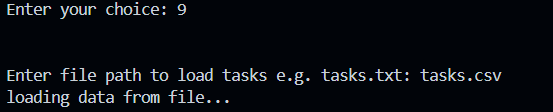 Enter your choice: 9
Enter file path to load tasks e.g. tasks.txt: tasks.csv
loading data from file...